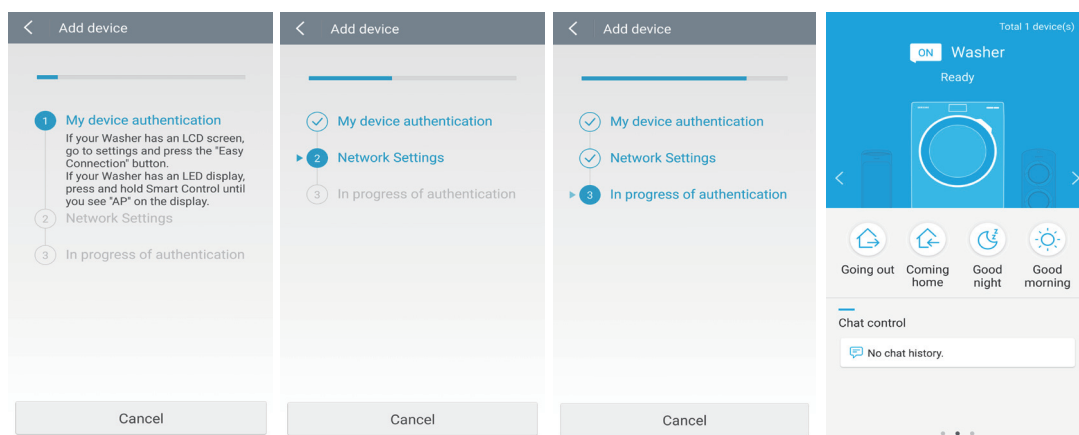 Add device
1 My device authentication
If your Washer has an LCD screen,
go to settings and press the "Easy
Connection" button.
If your Washer has an LED display,
press and hold Smart Control until
you see "AP" on the display.
2 Network Settings
3 In progress of authentication
Cancel
Add device
My device authentication
2 Network Settings
3 In progress of authentication
Cancel
Add device
My device authentication
Network Settings
3 In progress of authentication
Cancel
Total 1 device(s)
ON Washer
Ready
Going out
Coming
home
Good
night
Good
morning
Chat control
No chat history.